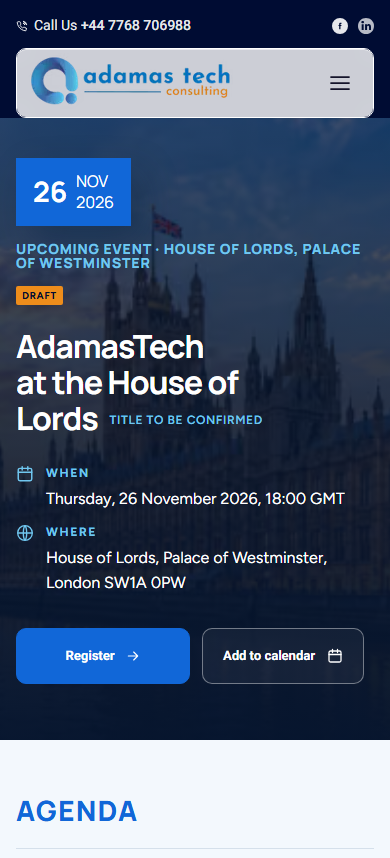 Call Us +44 7768 706988
adamas tech
consulting
26
NOV
2026
UPCOMING EVENT · HOUSE OF LORDS, PALACE
OF WESTMINSTER
DRAFT
AdamasTech
at the House of
Lords TITLE TO BE CONFIRMED
WHEN
Thursday, 26 November 2026, 18:00 GMT
WHERE
House of Lords, Palace of Westminster,
London SW1A 0PW
Register
Add to calendar
AGENDA